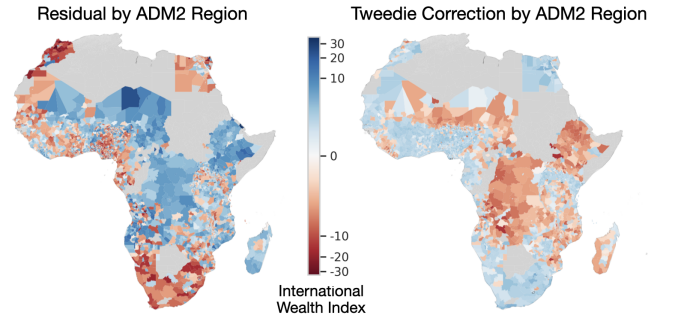 Residual by ADM2 Region
Tweedie Correction by ADM2 Region
30
20
10
0
-10
-20
-30
International
Wealth Index